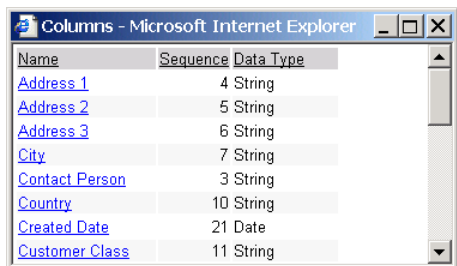 Columns - Microsoft Internet Explorer
Name Sequence Data Type
Address 1 4 String
Address 2 5 String
Address 3 6 String
City 7 String
Contact Person 3 String
Country 10 String
Created Date 21 Date
Customer Class 11 String